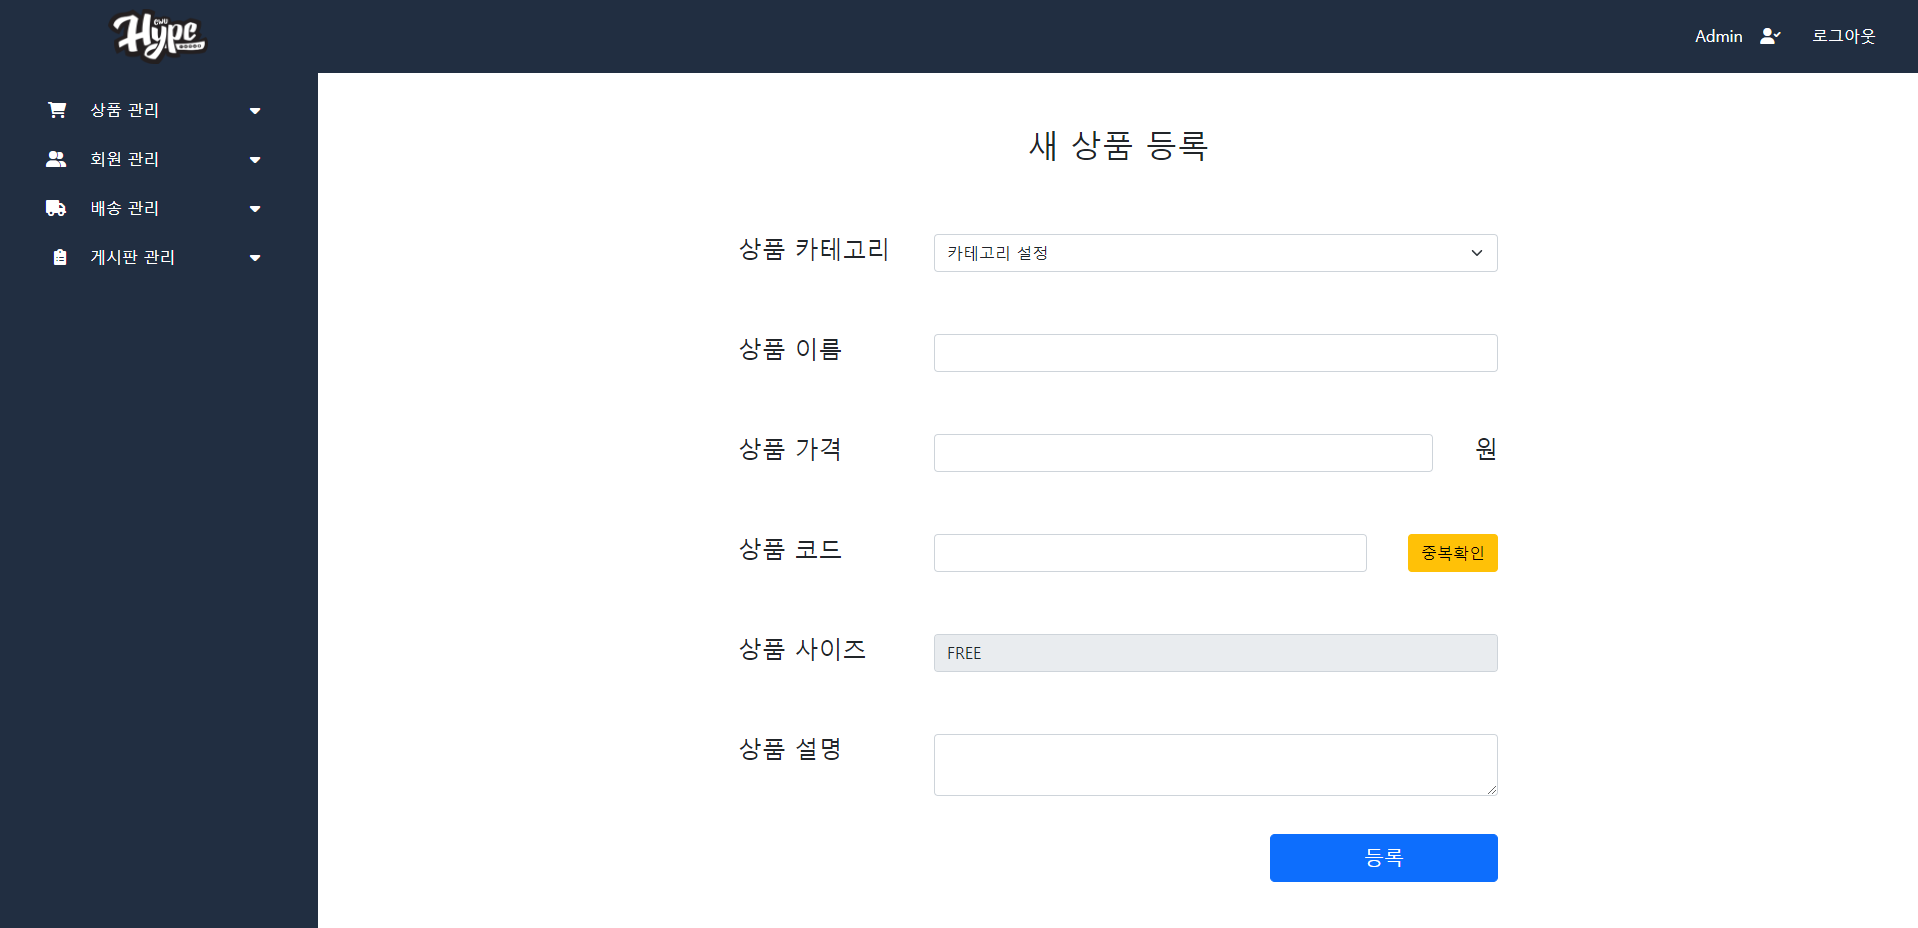 OWU
Hype
Admin
로그아웃
상품 관리
회원 관리
배송 관리
게시판 관리
새 상품 등록
상품 카테고리
카테고리 설정
상품 이름
상품 가격
원
상품 코드
중복확인
상품 사이즈
FREE
상품 설명
등록